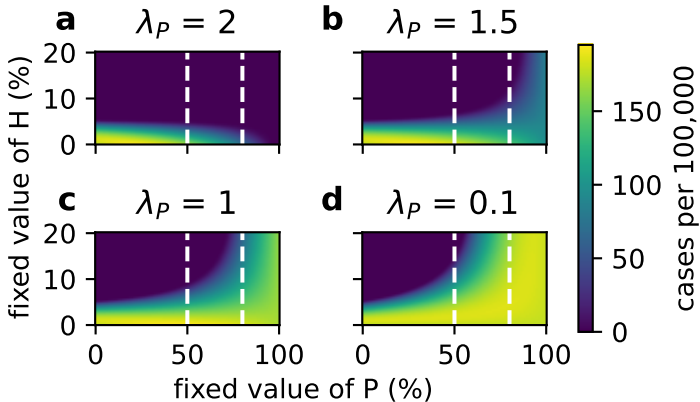 a λP = 2
b λP = 1.5
20
10
0
c λP = 1
d λP = 0.1
20
10
0
0 50 100
0 50 100
fixed value of H (%)
fixed value of P (%)
150
100
50
0
cases per 100,000